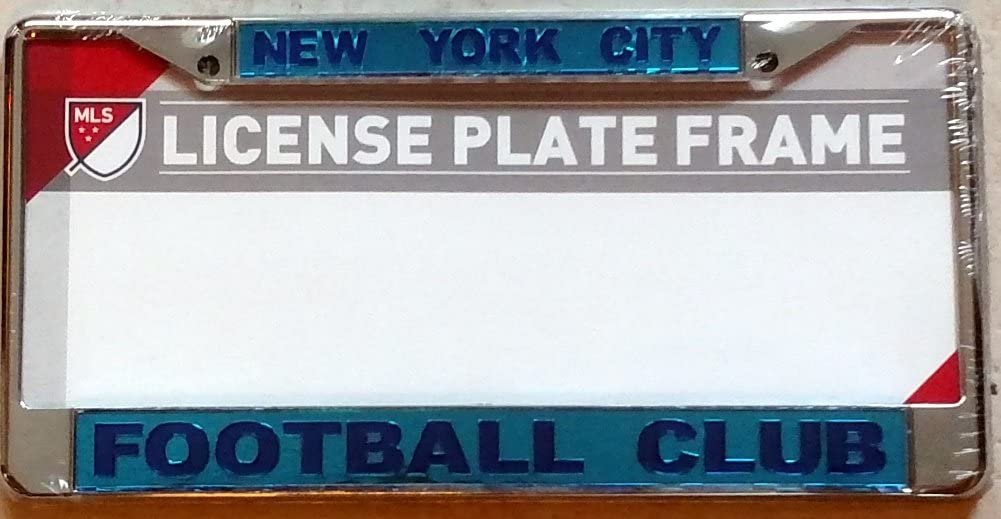 NEW YORK CITY
MLS
LICENSE PLATE FRAME
FOOTBALL CLUB